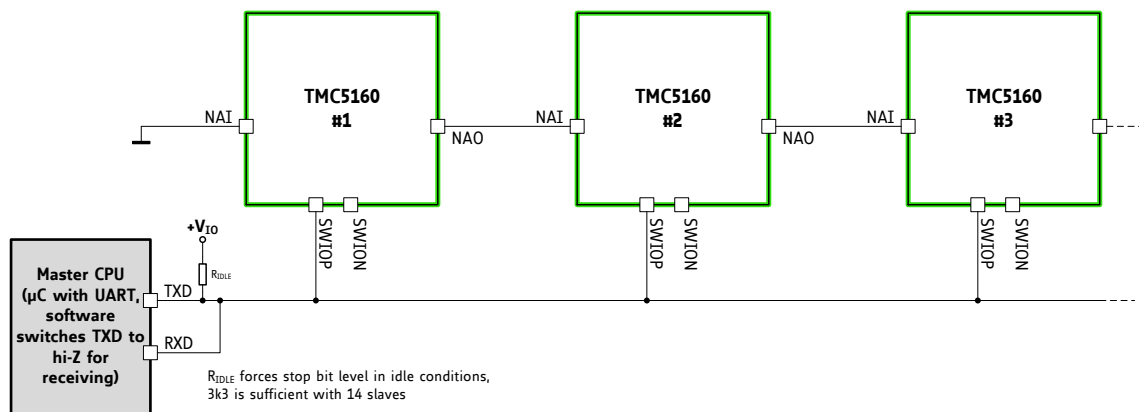 TMC5160
#1
TMC5160
#2
TMC5160
#3
NAI
NAO
NAI
NAO
NAI
SWIOP
SWION
SWIOP
SWION
SWIOP
SWION
+VIO
RIDLE
Master CPU
(µC with UART,
software
switches TXD to
hi-Z for
receiving)
TXD
RXD
RIDLE forces stop bit level in idle conditions,
3k3 is sufficient with 14 slaves